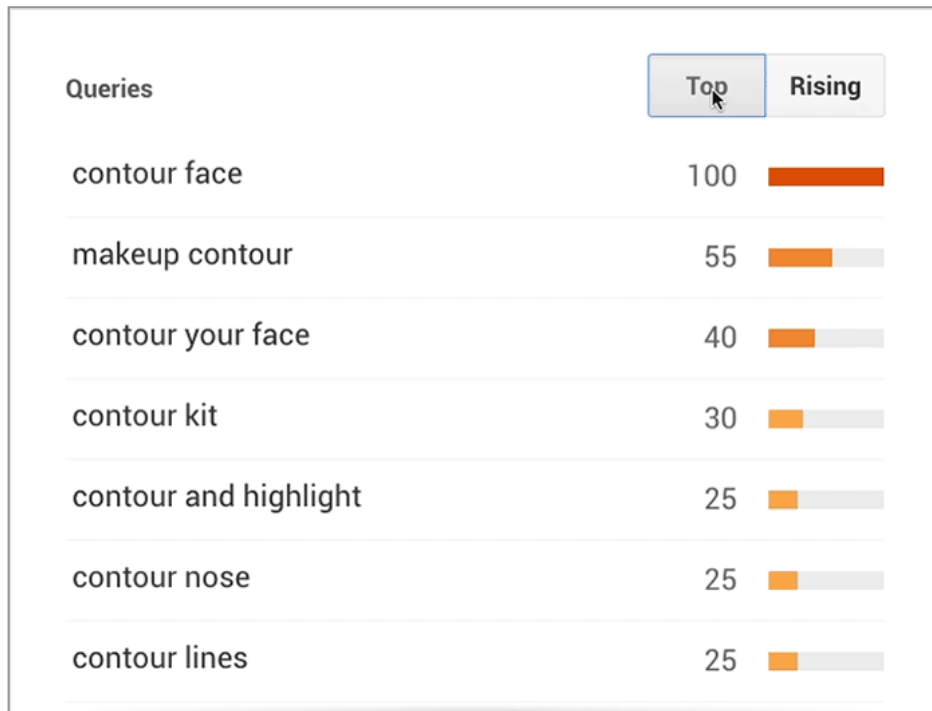 Queries Top Rising
contour face 100
makeup contour 55
contour your face 40
contour kit 30
contour and highlight 25
contour nose 25
contour lines 25